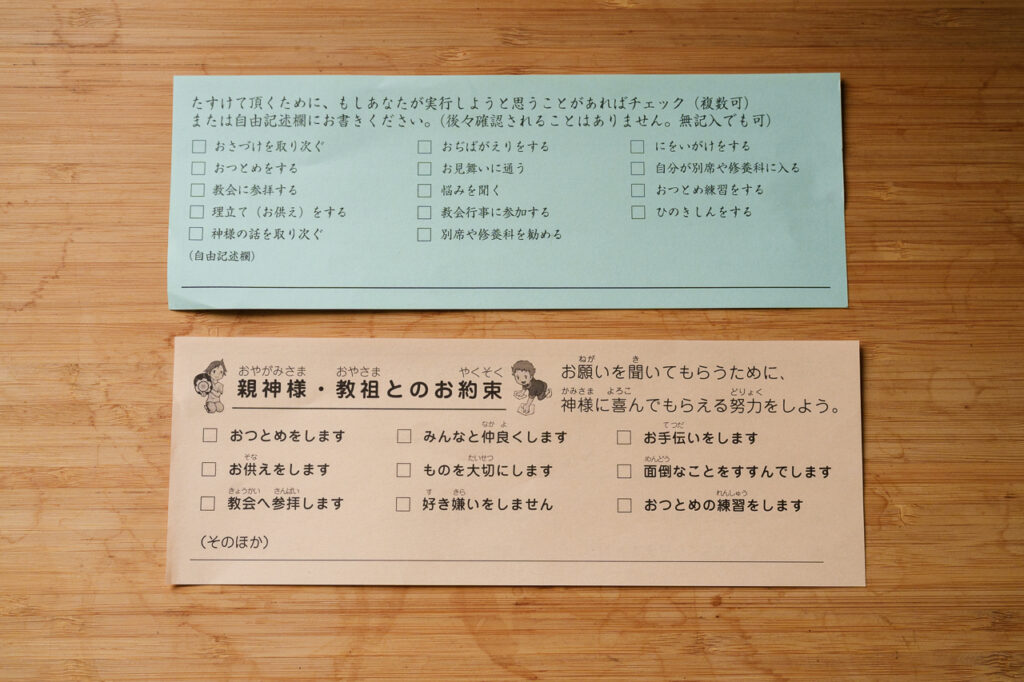 たすけて頂くために、もしあなたが実行しようと思うことがあればチェック（複数可）
または自由記述欄にお書きください。（後々確認されることはありません。無記入でも可）
□ おさづけを取り次ぐ □ おぢばがえりをする □ にをいがけをする
□ おつとめをする □ お見舞いに通う □ 自分が別席や修養科に入る
□ 教会に参拝する □ 悩みを聞く □ おつとめ練習をする
□ 理立て（お供え）をする □ 教会行事に参加する □ ひのきしんをする
□ 神様の話を取り次ぐ □ 別席や修養科を勧める
（自由記述欄）
おやがみさま おやさま やくそく
親神様・教祖とのお約束
ねが き
お願いを聞いてもらうために、
かみさま よろこ どりょく
神様に喜んでもらえる努力をしよう。
なか よ てつだ
□ おつとめをします □ みんなと仲良くします □ お手伝いをします
そな たいせつ めんどう
□ お供えをします □ ものを大切にします □ 面倒なことをすすんでします
きょうかい さんぱい す きら れんしゅう
□ 教会へ参拝します □ 好き嫌いをしません □ おつとめの練習をします
（そのほか）